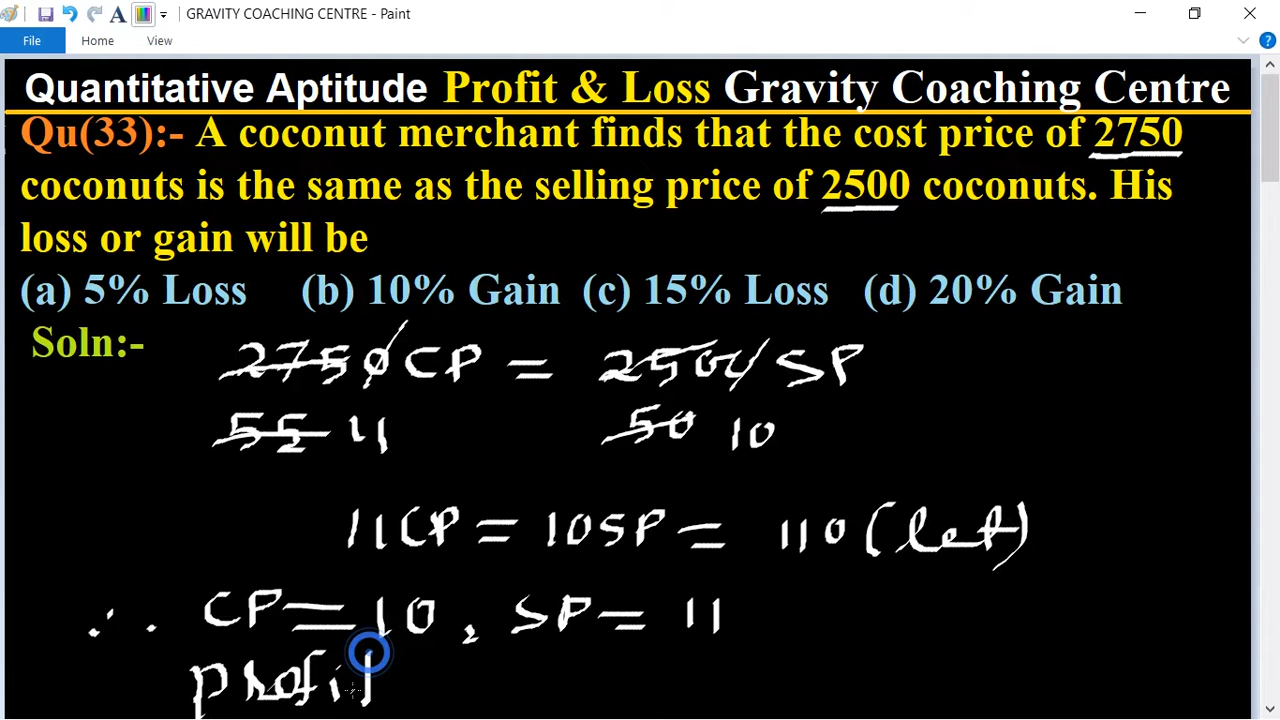 GRAVITY COACHING CENTRE - Paint
File Home View
Quantitative Aptitude Profit & Loss Gravity Coaching Centre
Qu(33):- A coconut merchant finds that the cost price of 2750
coconuts is the same as the selling price of 2500 coconuts. His
loss or gain will be
(a) 5% Loss (b) 10% Gain (c) 15% Loss (d) 20% Gain
Soln:-
2750 CP = 2500 SP
55 11 50 10
11CP = 10SP = 110 (let)
∴ CP = 10, SP = 11
profit